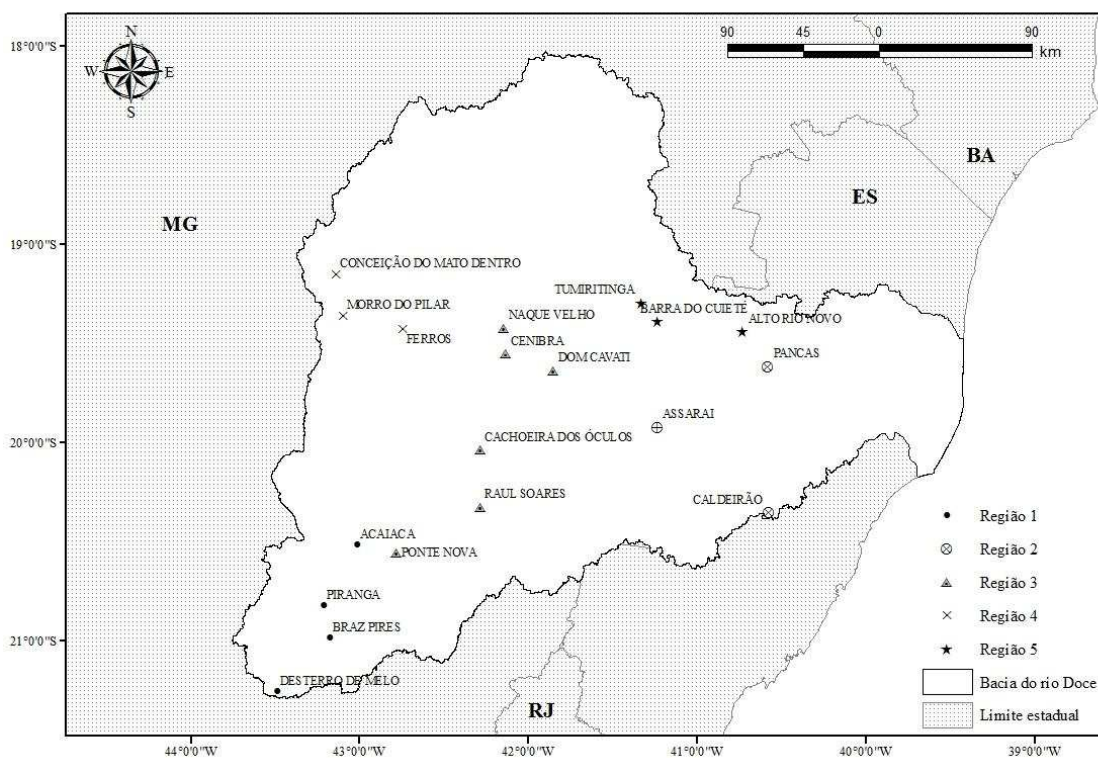 18°0'0"S
19°0'0"S
20°0'0"S
21°0'0"S
N
W
E
S
90 45 0 90
km
BA
ES
MG
RJ
CONCEIÇÃO DO MATO DENTRO
MORRO DO PILAR
FERROS
TUMIRITINGA
BARRA DO CUIETÉ
NAQUE VELHO
ALTO RIO NOVO
CENIBRA
DOM CAVATI
PANCAS
ASSARAI
CACHOEIRA DOS ÓCULOS
RAUL SOARES
CALDEIRÃO
ACAIACA
PONTE NOVA
PIRANGA
BRAZ PIRES
DESTERRO DE MELO
Região 1
Região 2
Região 3
Região 4
Região 5
Bacia do rio Doce
Limite estadual
44°0'0"W 43°0'0"W 42°0'0"W 41°0'0"W 40°0'0"W 39°0'0"W